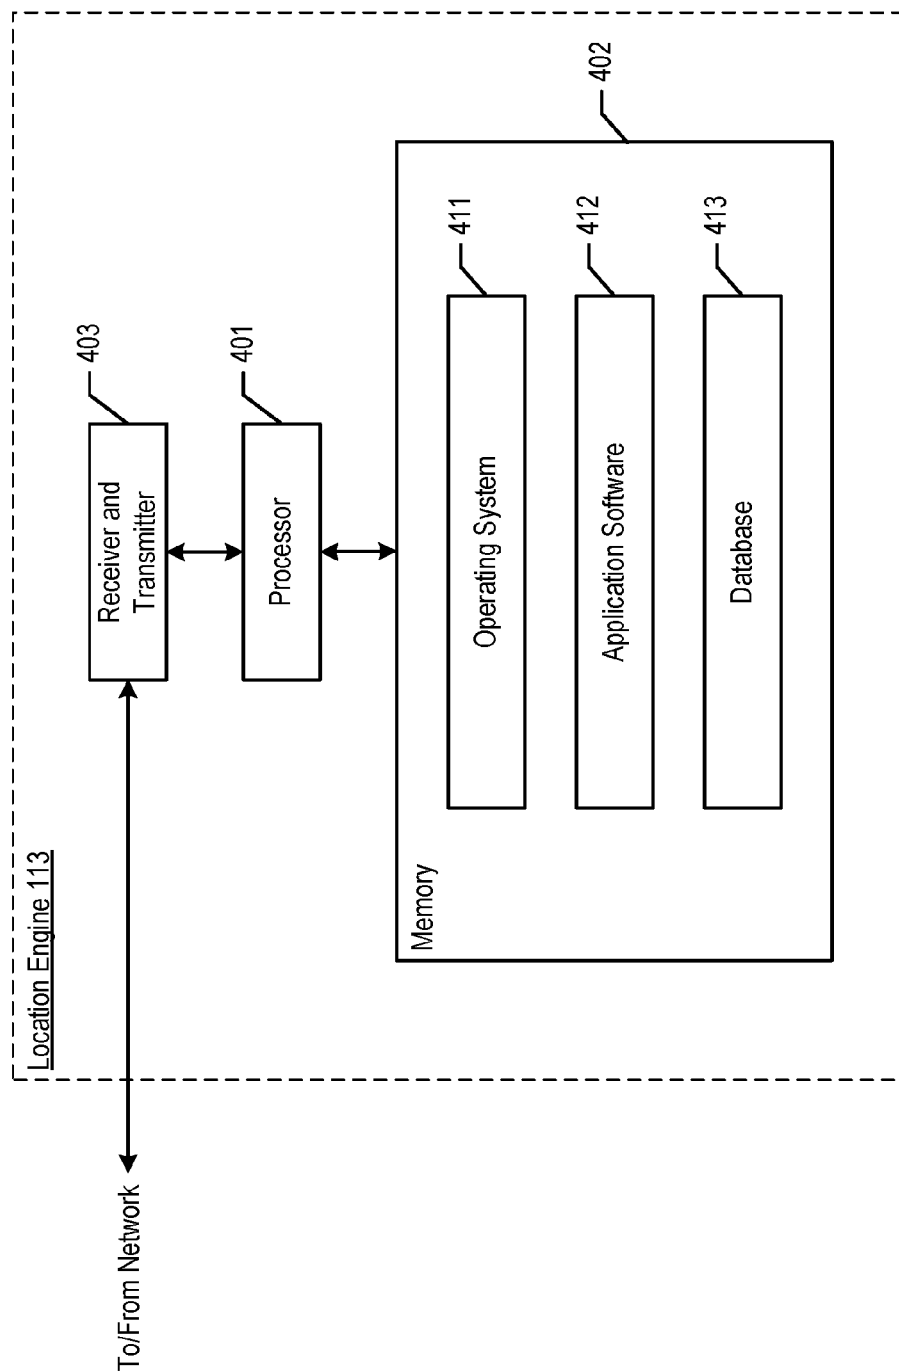 Location Engine 113
To/From Network
Receiver and
Transmitter
403
Processor
401
Memory
402
Operating System
411
Application Software
412
Database
413